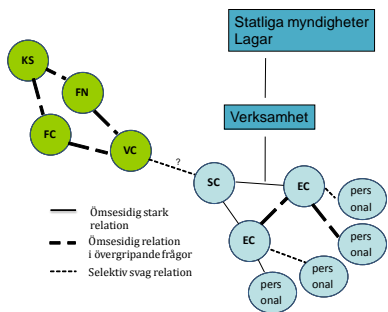 Statliga myndigheter
Lagar
KS
FN
Verksamhet
FC
VC
?
SC
EC
pers
onal
Ömsesidig stark
relation
EC
pers
onal
Ömsesidig relation
i övergripande frågor
pers
onal
Selektiv svag relation
pers
onal